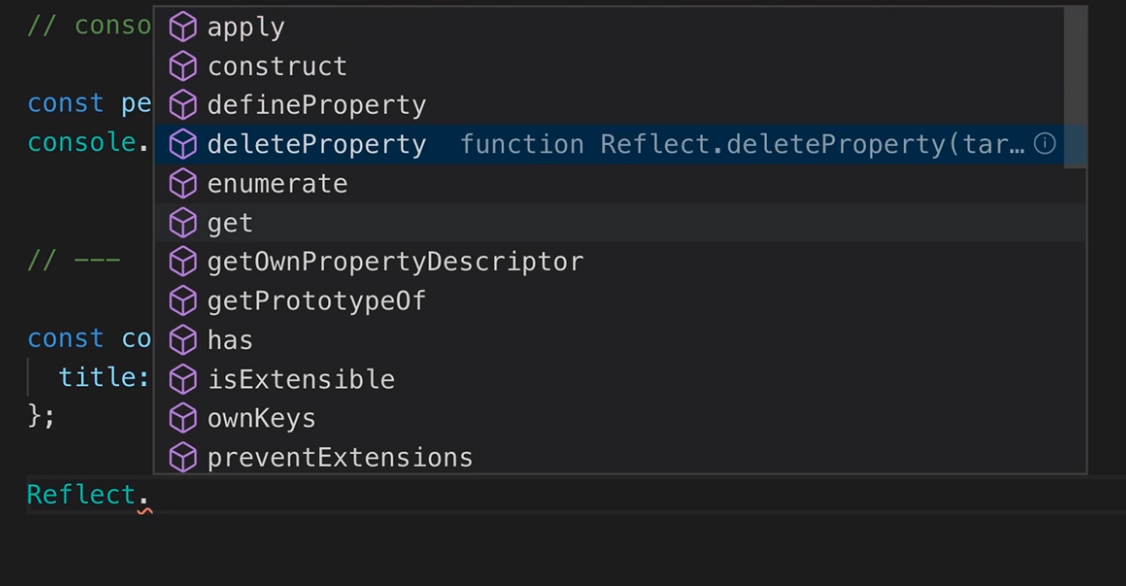 // conso
apply
construct
const pe
defineProperty
console.
deleteProperty function Reflect.deleteProperty(tar…
enumerate
get
// ---
getOwnPropertyDescriptor
getPrototypeOf
const co
has
title:
isExtensible
};
ownKeys
preventExtensions
Reflect.